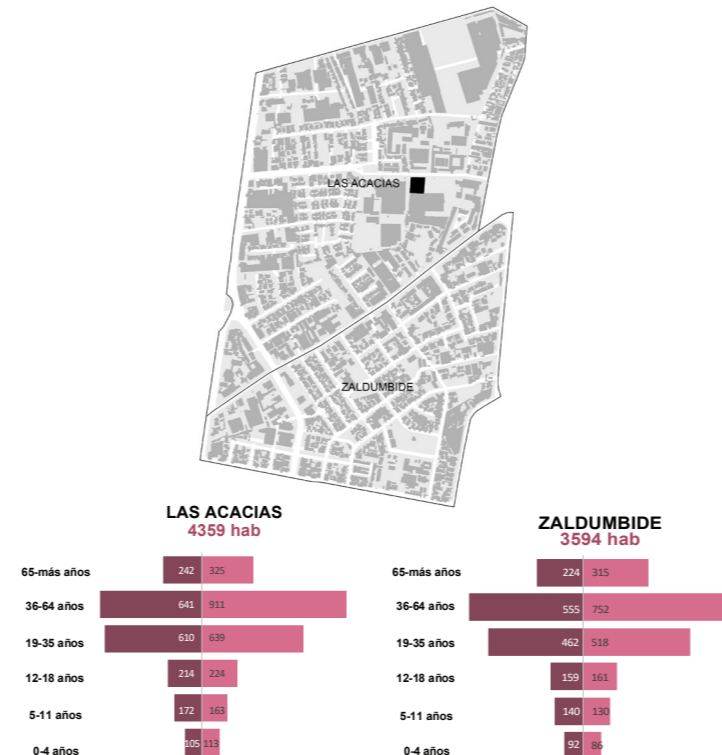 LAS ACACIAS
ZALDUMBIDE
LAS ACACIAS
4359 hab
65-más años 242 325
36-64 años 641 911
19-35 años 610 639
12-18 años 214 224
5-11 años 172 163
0-4 años 105 113
ZALDUMBIDE
3594 hab
65-más años 224 315
36-64 años 555 752
19-35 años 462 518
12-18 años 159 161
5-11 años 140 130
0-4 años 92 86